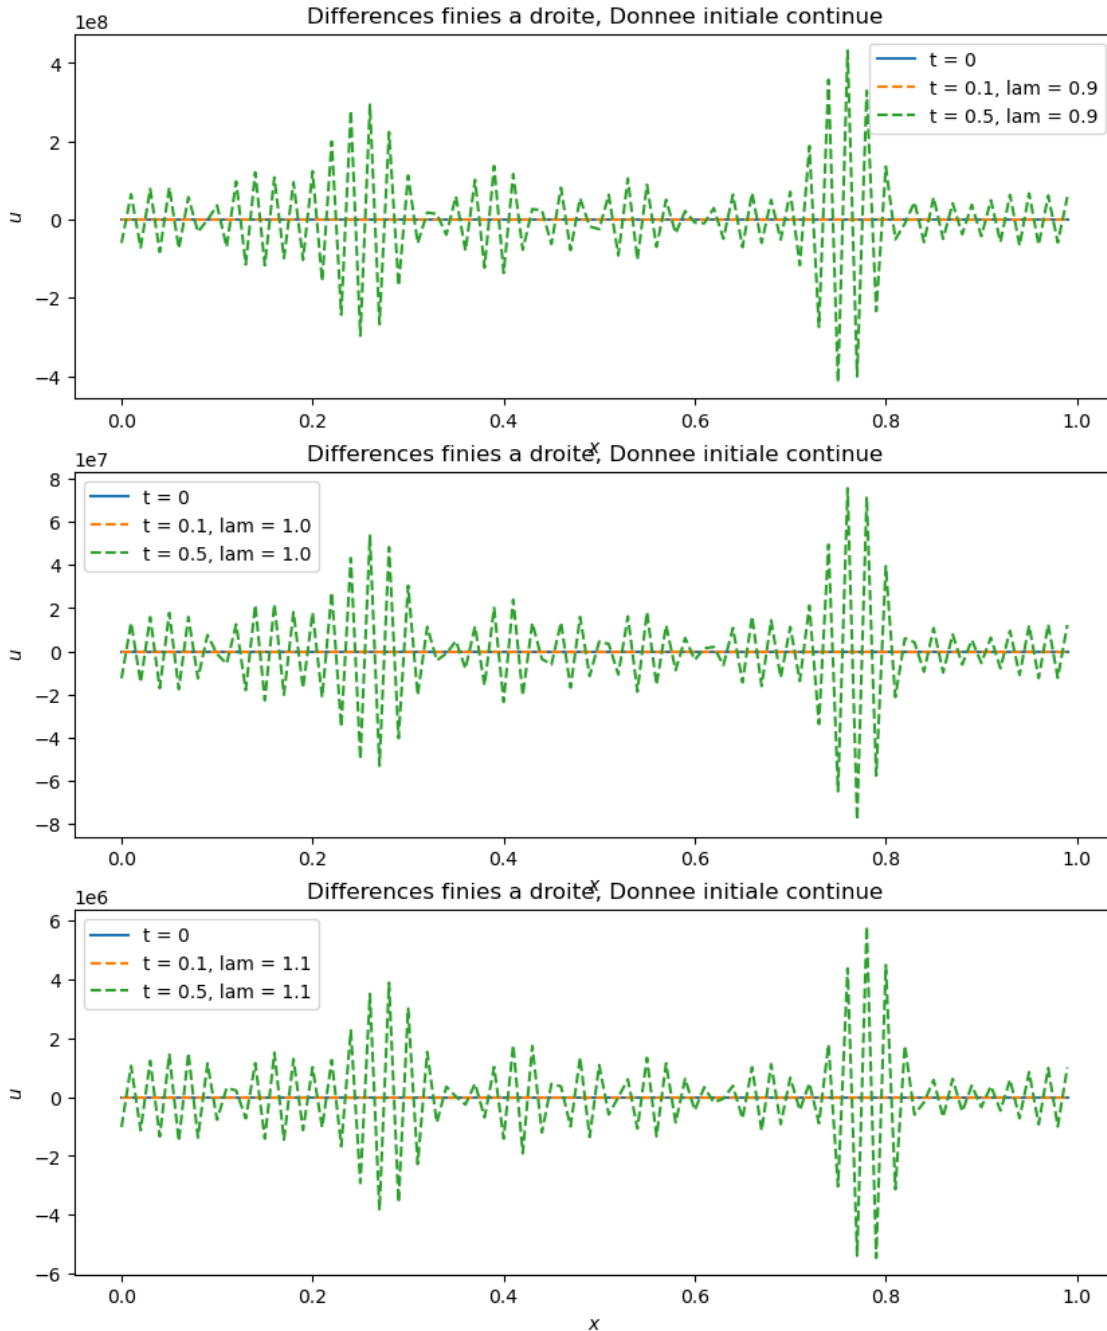 Differences finies a droite, Donnee initiale continue
1e8
t = 0
t = 0.1, lam = 0.9
t = 0.5, lam = 0.9
4
2
0
−2
−4
u
0.0 0.2 0.4 0.6 0.8 1.0
x
Differences finies a droite, Donnee initiale continue
1e7
t = 0
t = 0.1, lam = 1.0
t = 0.5, lam = 1.0
8
6
4
2
0
−2
−4
−6
−8
u
0.0 0.2 0.4 0.6 0.8 1.0
x
Differences finies a droite, Donnee initiale continue
1e6
t = 0
t = 0.1, lam = 1.1
t = 0.5, lam = 1.1
6
4
2
0
−2
−4
−6
u
0.0 0.2 0.4 0.6 0.8 1.0
x